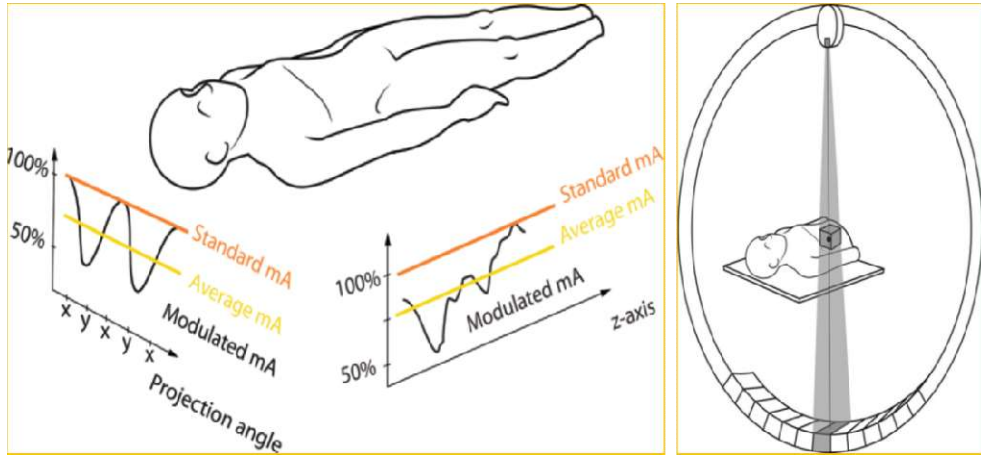 100%
50%
Standard mA
Average mA
Modulated mA
x y x y x
Projection angle
Standard mA
Average mA
100%
Modulated mA
50%
z-axis